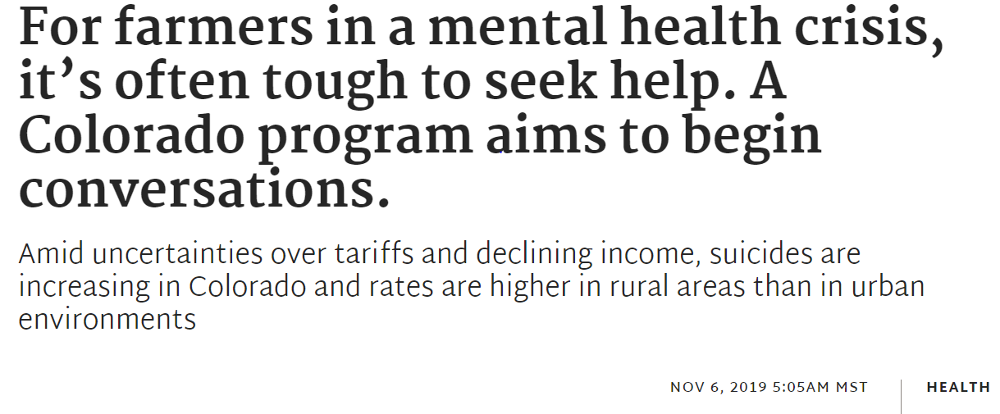 For farmers in a mental health crisis,
it’s often tough to seek help. A
Colorado program aims to begin
conversations.
Amid uncertainties over tariffs and declining income, suicides are
increasing in Colorado and rates are higher in rural areas than in urban
environments
NOV 6, 2019 5:05AM MST HEALTH